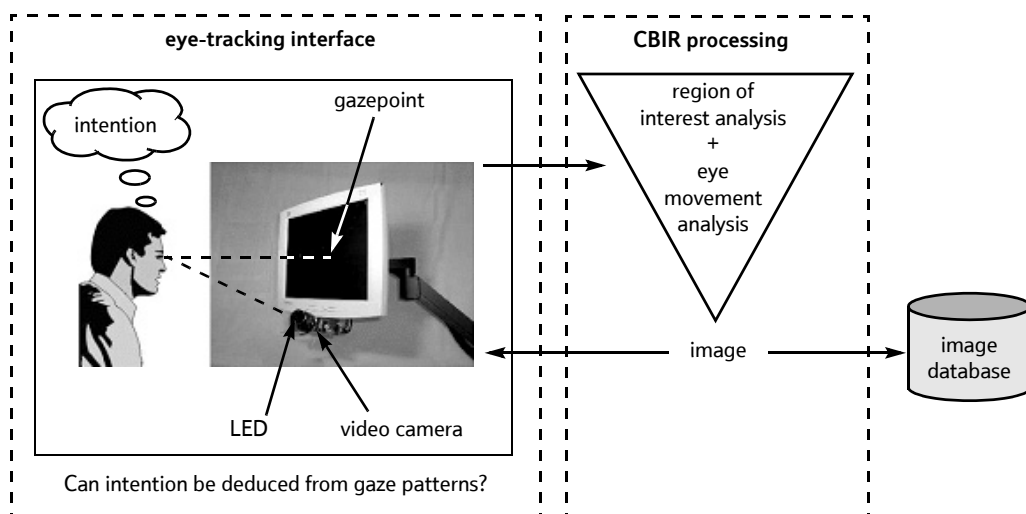 eye-tracking interface
intention
gazepoint
LED
video camera
Can intention be deduced from gaze patterns?
CBIR processing
region of
interest analysis
+
eye
movement
analysis
image
image
database